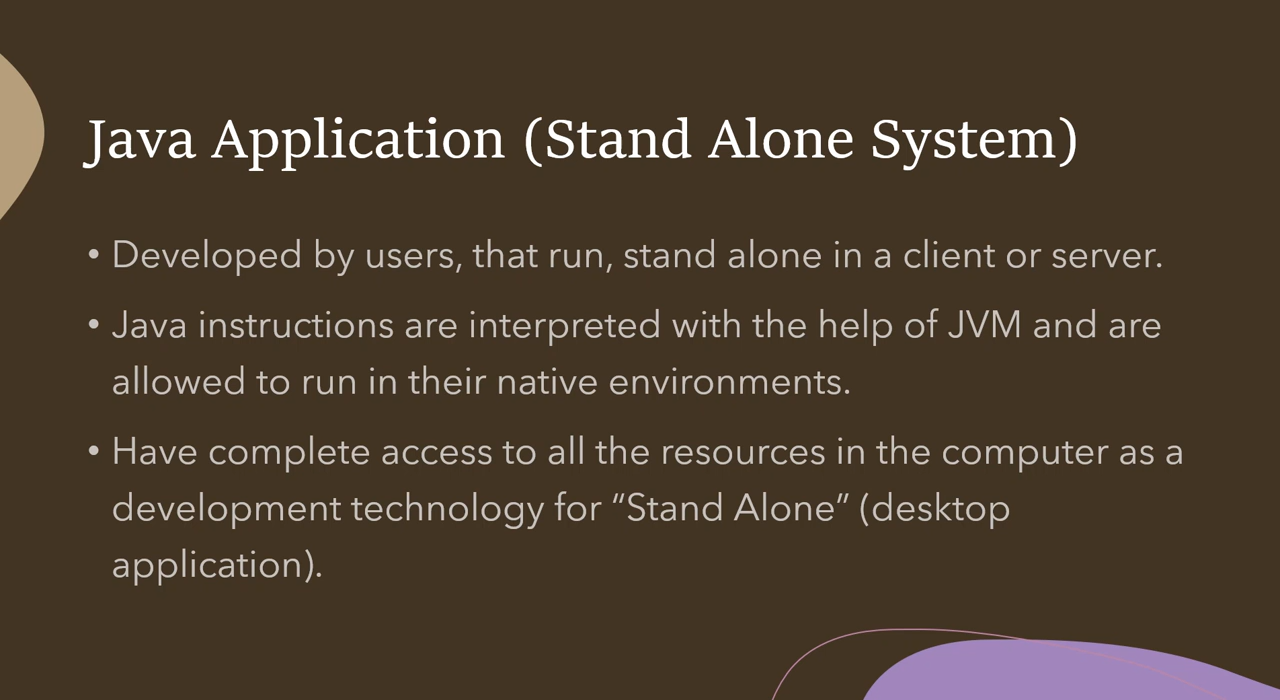 Java Application (Stand Alone System)
• Developed by users, that run, stand alone in a client or server.
• Java instructions are interpreted with the help of JVM and are
allowed to run in their native environments.
• Have complete access to all the resources in the computer as a
development technology for “Stand Alone” (desktop
application).